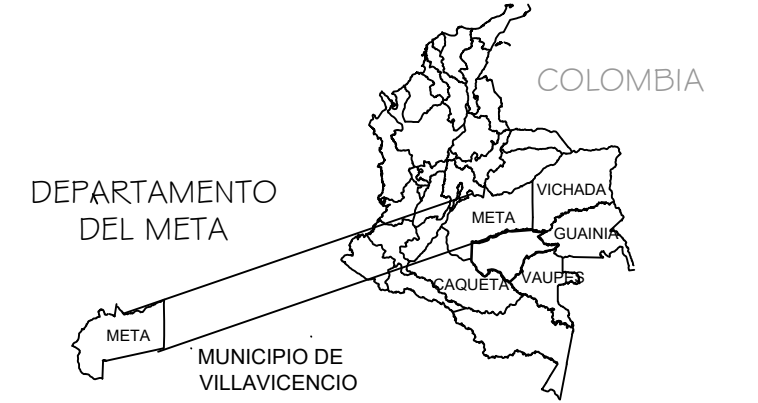 COLOMBIA
DEPARTAMENTO
DEL META
VICHADA
META
GUAINIA
CAQUETA
VAUPES
META
MUNICIPIO DE
VILLAVICENCIO